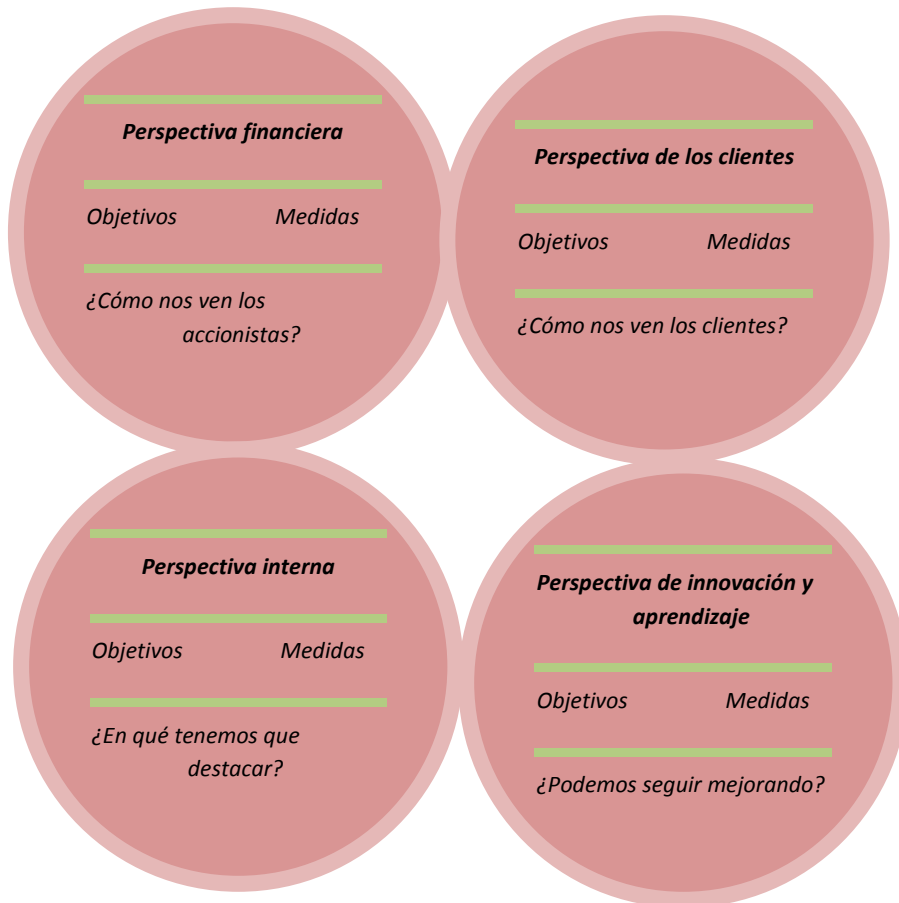 Perspectiva financiera
Objetivos Medidas
¿Cómo nos ven los
accionistas?
Perspectiva de los clientes
Objetivos Medidas
¿Cómo nos ven los clientes?
Perspectiva interna
Objetivos Medidas
¿En qué tenemos que
destacar?
Perspectiva de innovación y
aprendizaje
Objetivos Medidas
¿Podemos seguir mejorando?